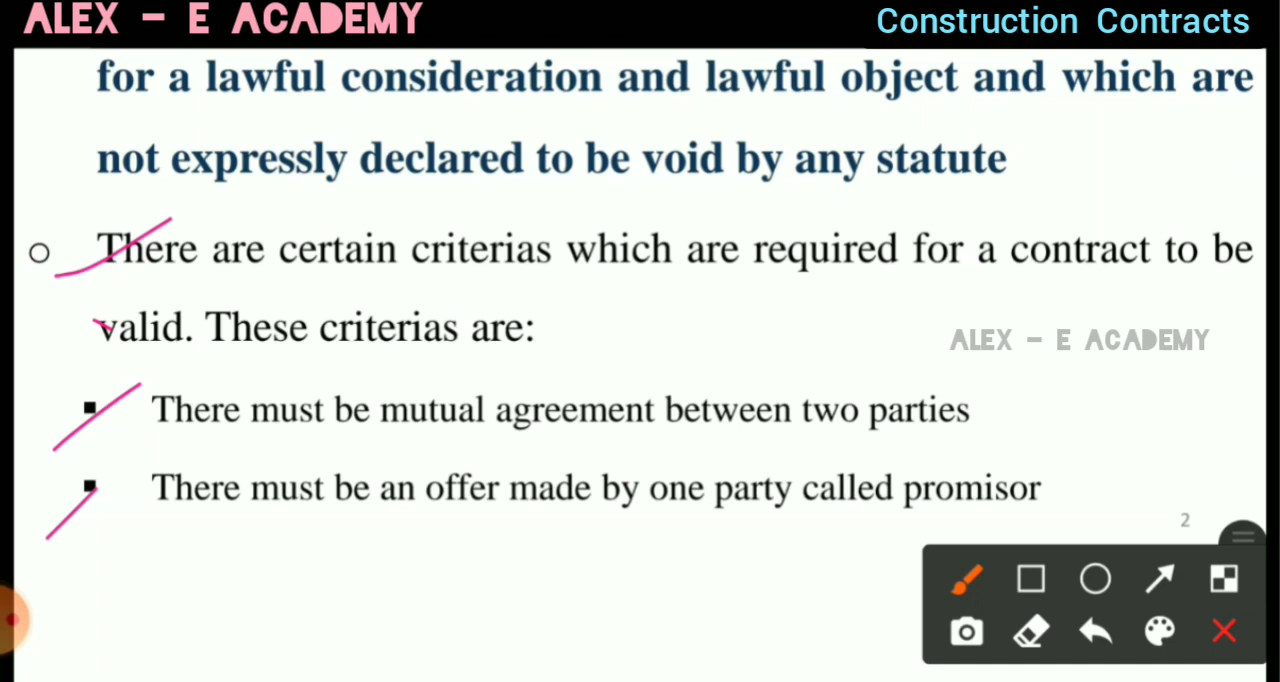 ALEX - E ACADEMY
Construction Contracts
for a lawful consideration and lawful object and which are
not expressly declared to be void by any statute
There are certain criterias which are required for a contract to be
valid. These criterias are:
ALEX - E ACADEMY
There must be mutual agreement between two parties
There must be an offer made by one party called promisor
2